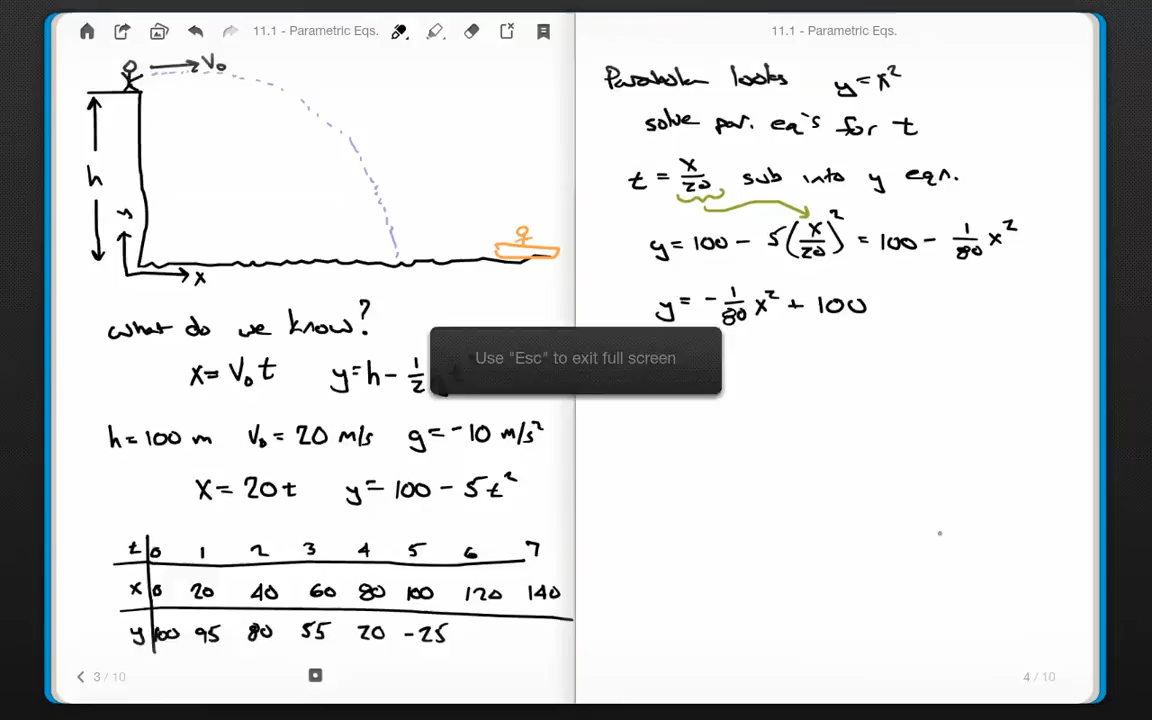 11.1 - Parametric Eqs.
V₀
h
y
x
what do we know?
x = V₀t y = h - 1/2
h = 100 m V₀ = 20 m/s g = -10 m/s²
x = 20t y = 100 - 5t²
t 0 1 2 3 4 5 6 7
x 0 20 40 60 80 100 120 140
y 100 95 80 55 20 -25
3 / 10
11.1 - Parametric Eqs.
Parabola looks y = x²
solve par. eq's for t
t = x/20 sub into y eqn.
y = 100 - 5(x/20)² = 100 - 1/80 x²
y = -1/80 x² + 100
Use "Esc" to exit full screen
4 / 10